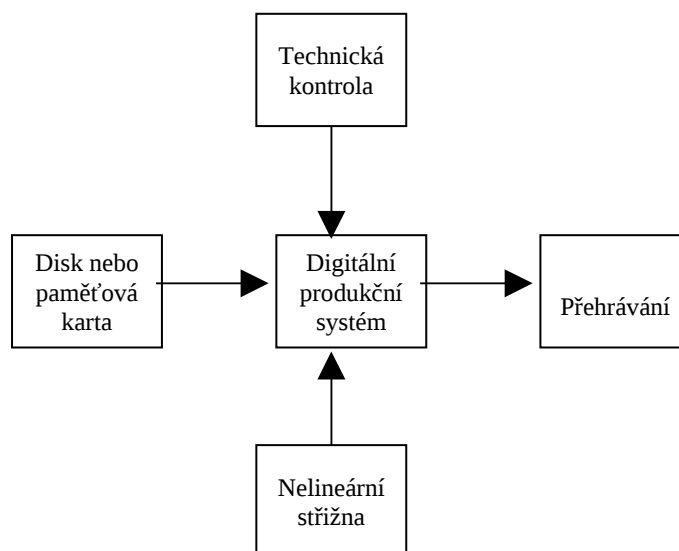 Technická
kontrola
Disk nebo
paměťová
karta
Digitální
produkční
systém
Přehrávání
Nelineární
střižna